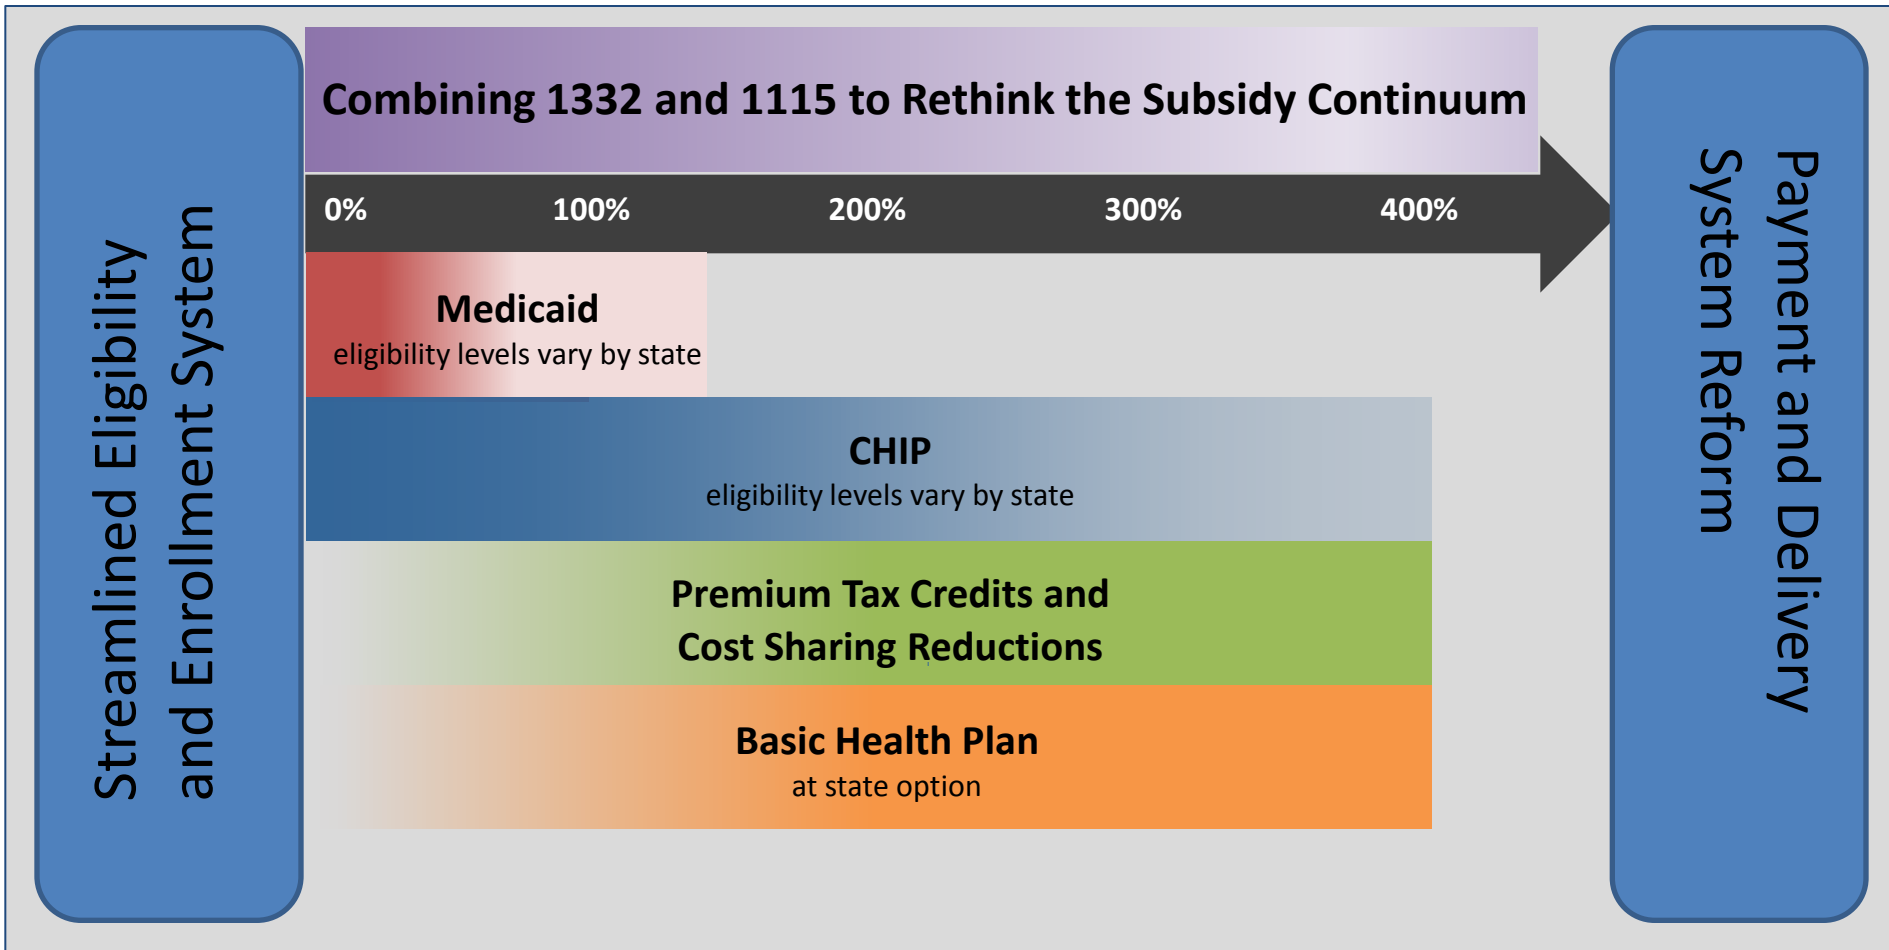 Streamlined Eligibility
and Enrollment System
Combining 1332 and 1115 to Rethink the Subsidy Continuum
0% 100% 200% 300% 400%
Medicaid
eligibility levels vary by state
CHIP
eligibility levels vary by state
Premium Tax Credits and
Cost Sharing Reductions
Basic Health Plan
at state option
Payment and Delivery
System Reform